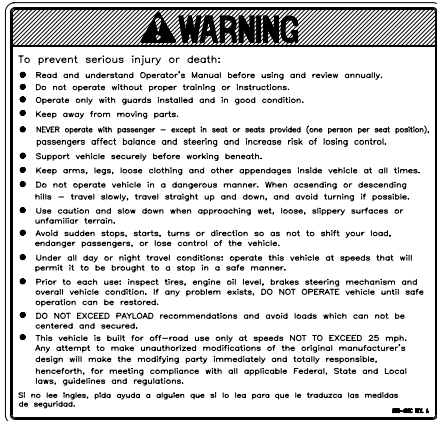 WARNING
To prevent serious injury or death:
● Read and understand Operator's Manual before using and review annually.
● Do not operate without proper training or instructions.
● Operate only with guards installed and in good condition.
● Keep away from moving parts.
● NEVER operate with passenger – except in seat or seats provided (one person per seat position),
passengers affect balance and steering and increase risk of losing control.
● Support vehicle securely before working beneath.
● Keep arms, legs, loose clothing and other appendages inside vehicle at all times.
● Do not operate vehicle in a dangerous manner. When acsending or descending
hills – travel slowly, travel straight up and down, and avoid turning if possible.
● Use caution and slow down when approaching wet, loose, slippery surfaces or
unfamiliar terrain.
● Avoid sudden stops, starts, turns or direction so as not to shift your load,
endanger passengers, or lose control of the vehicle.
● Under all day or night travel conditions: operate this vehicle at speeds that will
permit it to be brought to a stop in a safe manner.
● Prior to each use: inspect tires, engine oil level, brakes steering mechanism and
overall vehicle condition. If any problem exists, DO NOT OPERATE vehicle until safe
operation can be restored.
● DO NOT EXCEED PAYLOAD recommendations and avoid loads which can not be
centered and secured.
● This vehicle is built for off-road use only at speeds NOT TO EXCEED 25 mph.
Any attempt to make unauthorized modifications of the original manufacturer's
design will make the modifying party immediately and totally responsible,
henceforth, for meeting compliance with all applicable Federal, State and Local
laws, guidelines and regulations.
Si no lee ingles, pida ayuda a alguien que si lo lea para que le traduzca las medidas
de seguridad.